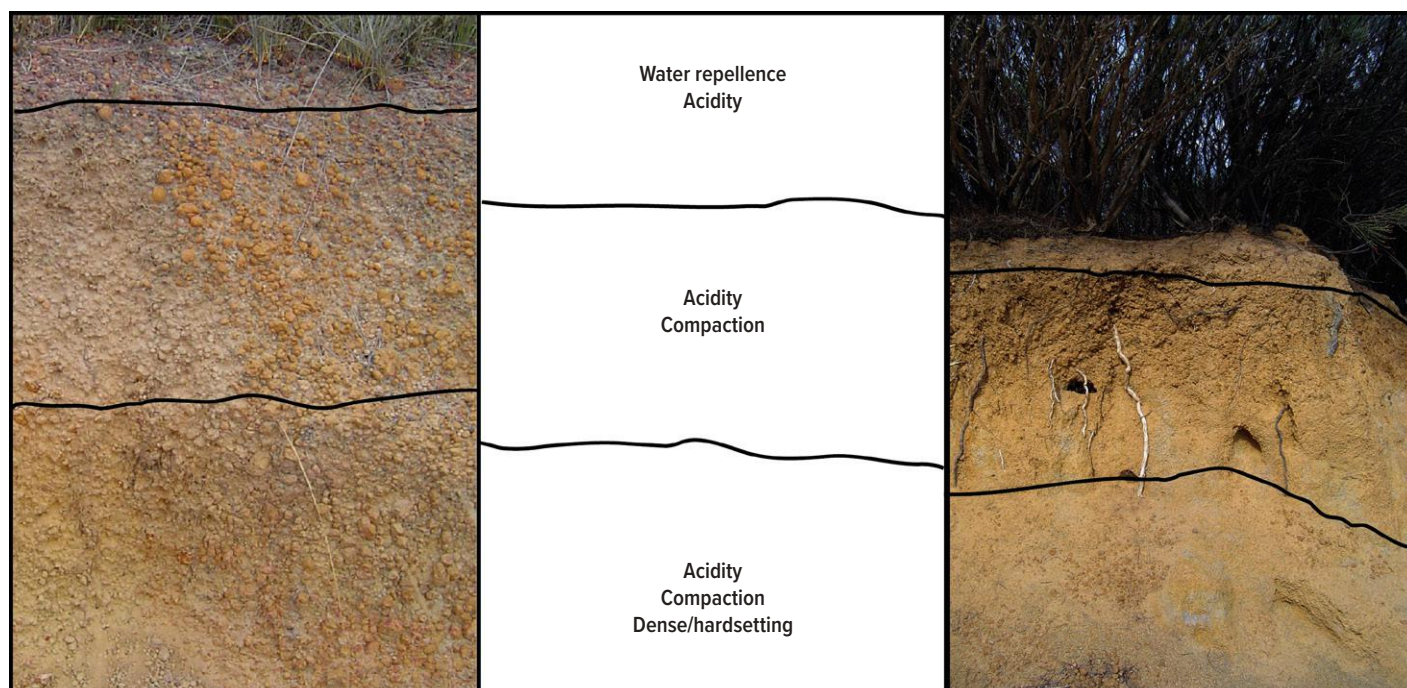 Water repellence
Acidity
Acidity
Compaction
Acidity
Compaction
Dense/hardsetting